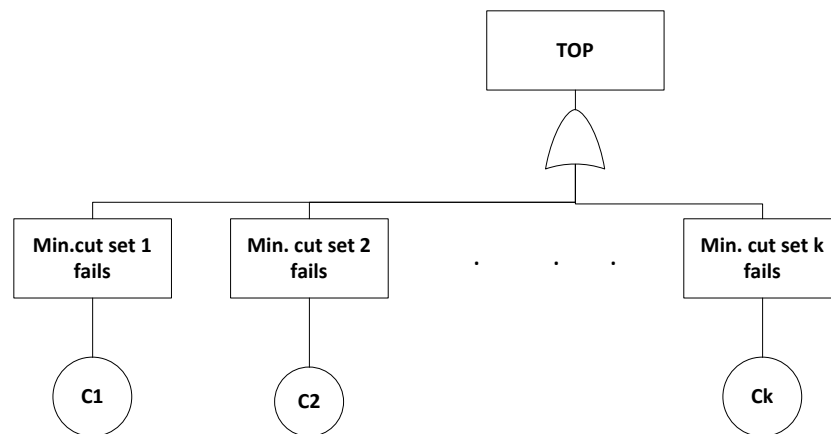 TOP
Min.cut set 1
fails
Min. cut set 2
fails
. . .
Min. cut set k
fails
C1
C2
Ck